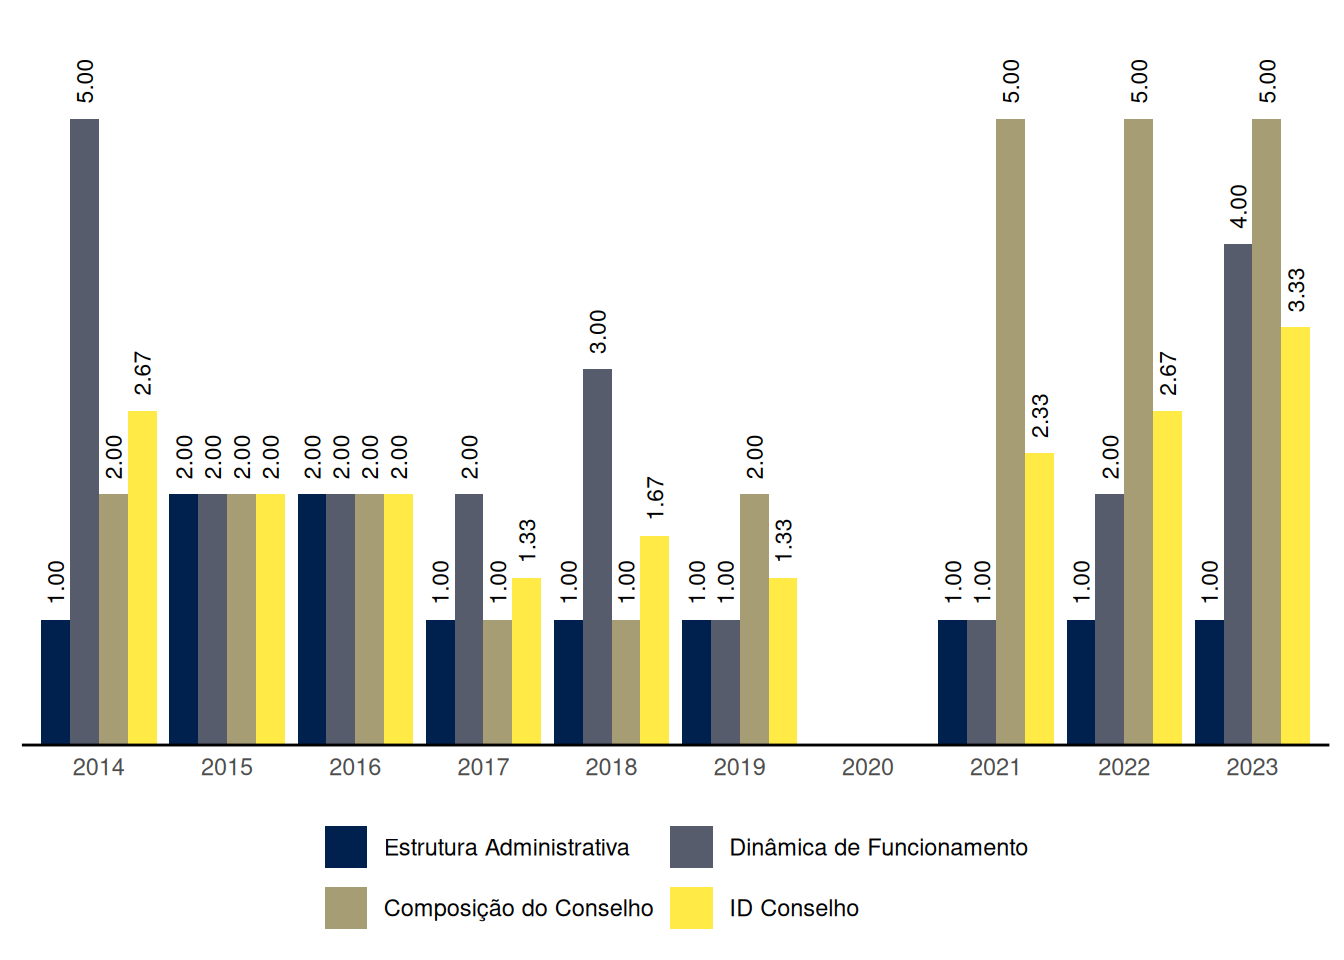 5.00 5.00 5.00 5.00
4.00
3.33
3.00
2.67 2.67
2.33
2.00 2.00 2.00 2.00 2.00 2.00 2.00 2.00 2.00 2.00 2.00 2.00
1.67
1.33 1.33
1.00 1.00 1.00 1.00 1.00 1.00 1.00 1.00 1.00 1.00 1.00
2014 2015 2016 2017 2018 2019 2020 2021 2022 2023
Estrutura Administrativa Dinâmica de Funcionamento
Composição do Conselho ID Conselho